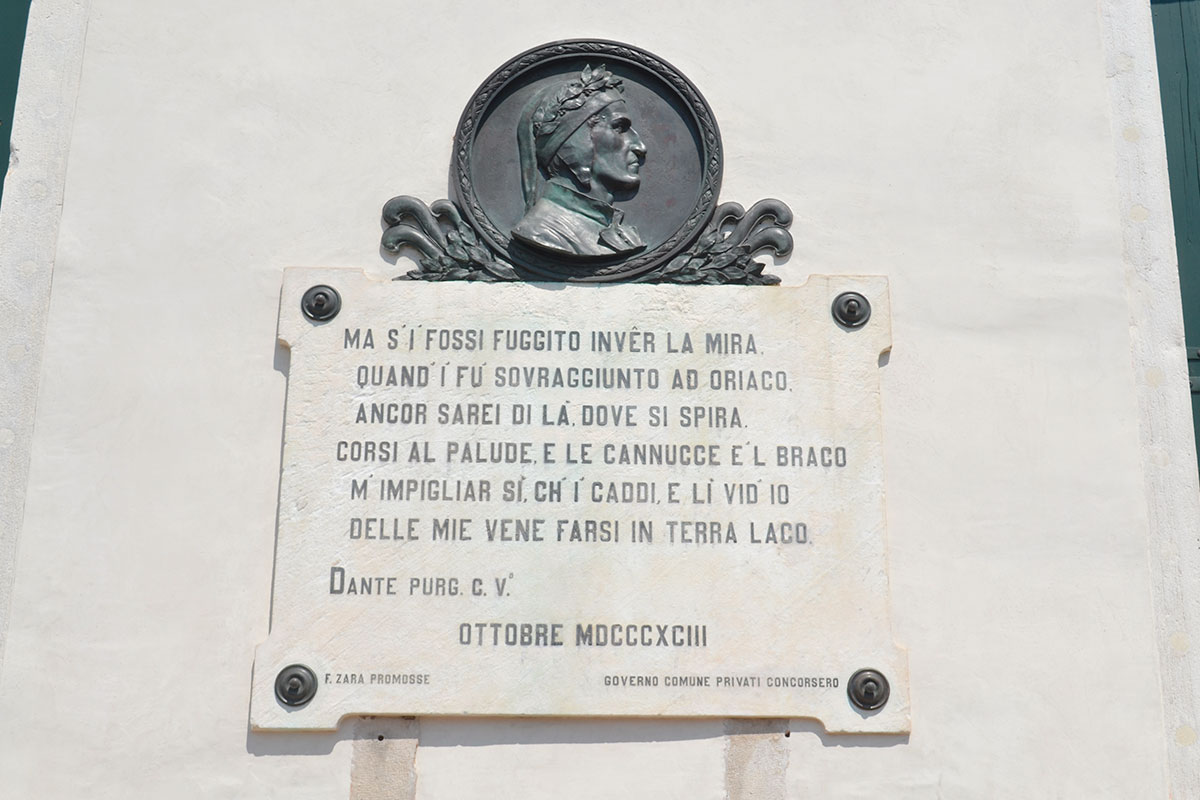 MA S'I' FOSSI FUGGITO INVÊR LA MIRA.
QUAND'I' FU' SOVRAGGIUNTO AD ORIACO,
ANCOR SAREI DI LÀ, DOVE SI SPIRA.
CORSI AL PALUDE, E LE CANNUCCE E 'L BRACO
M'IMPIGLIAR SÌ, CH'I' CADDI, E LÌ VID'IO
DELLE MIE VENE FARSI IN TERRA LACO.
DANTE PURG. C. V.º
OTTOBRE MDCCCXCIII
F. ZARA PROMOSSE
GOVERNO COMUNE PRIVATI CONCORSERO